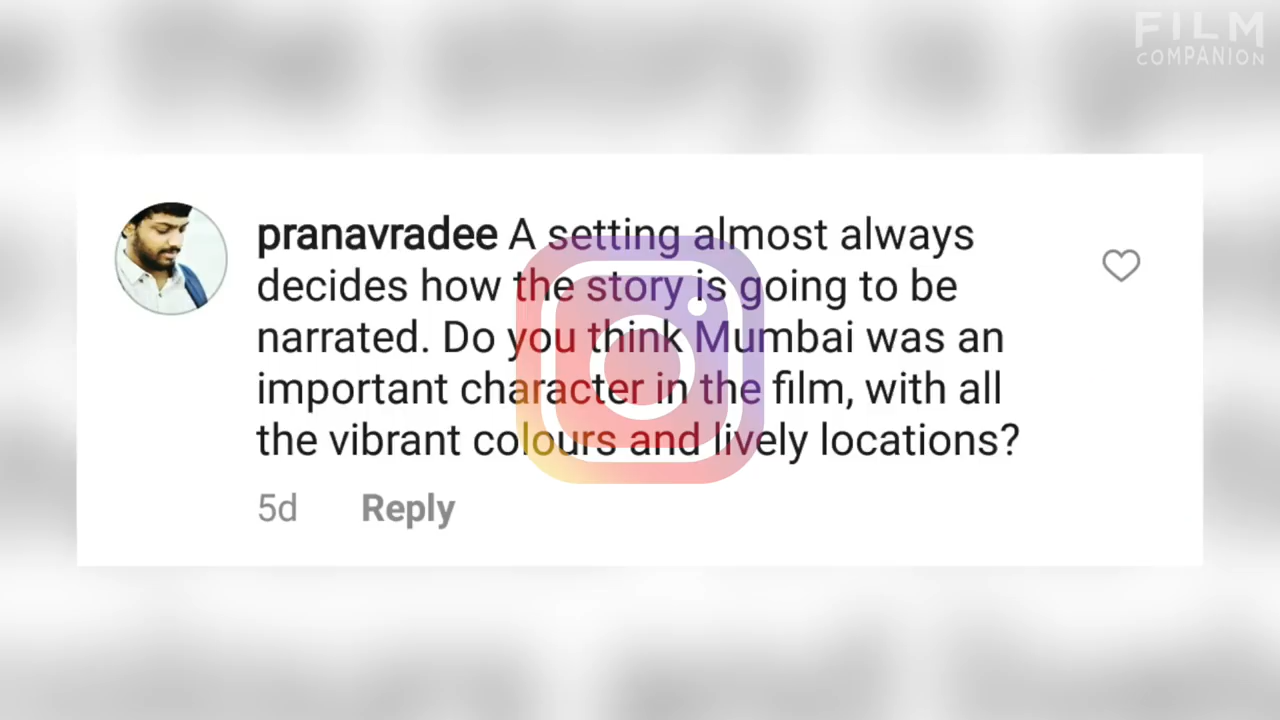 FILM
COMPANION
pranavradee A setting almost always
decides how the story is going to be
narrated. Do you think Mumbai was an
important character in the film, with all
the vibrant colours and lively locations?
5d Reply